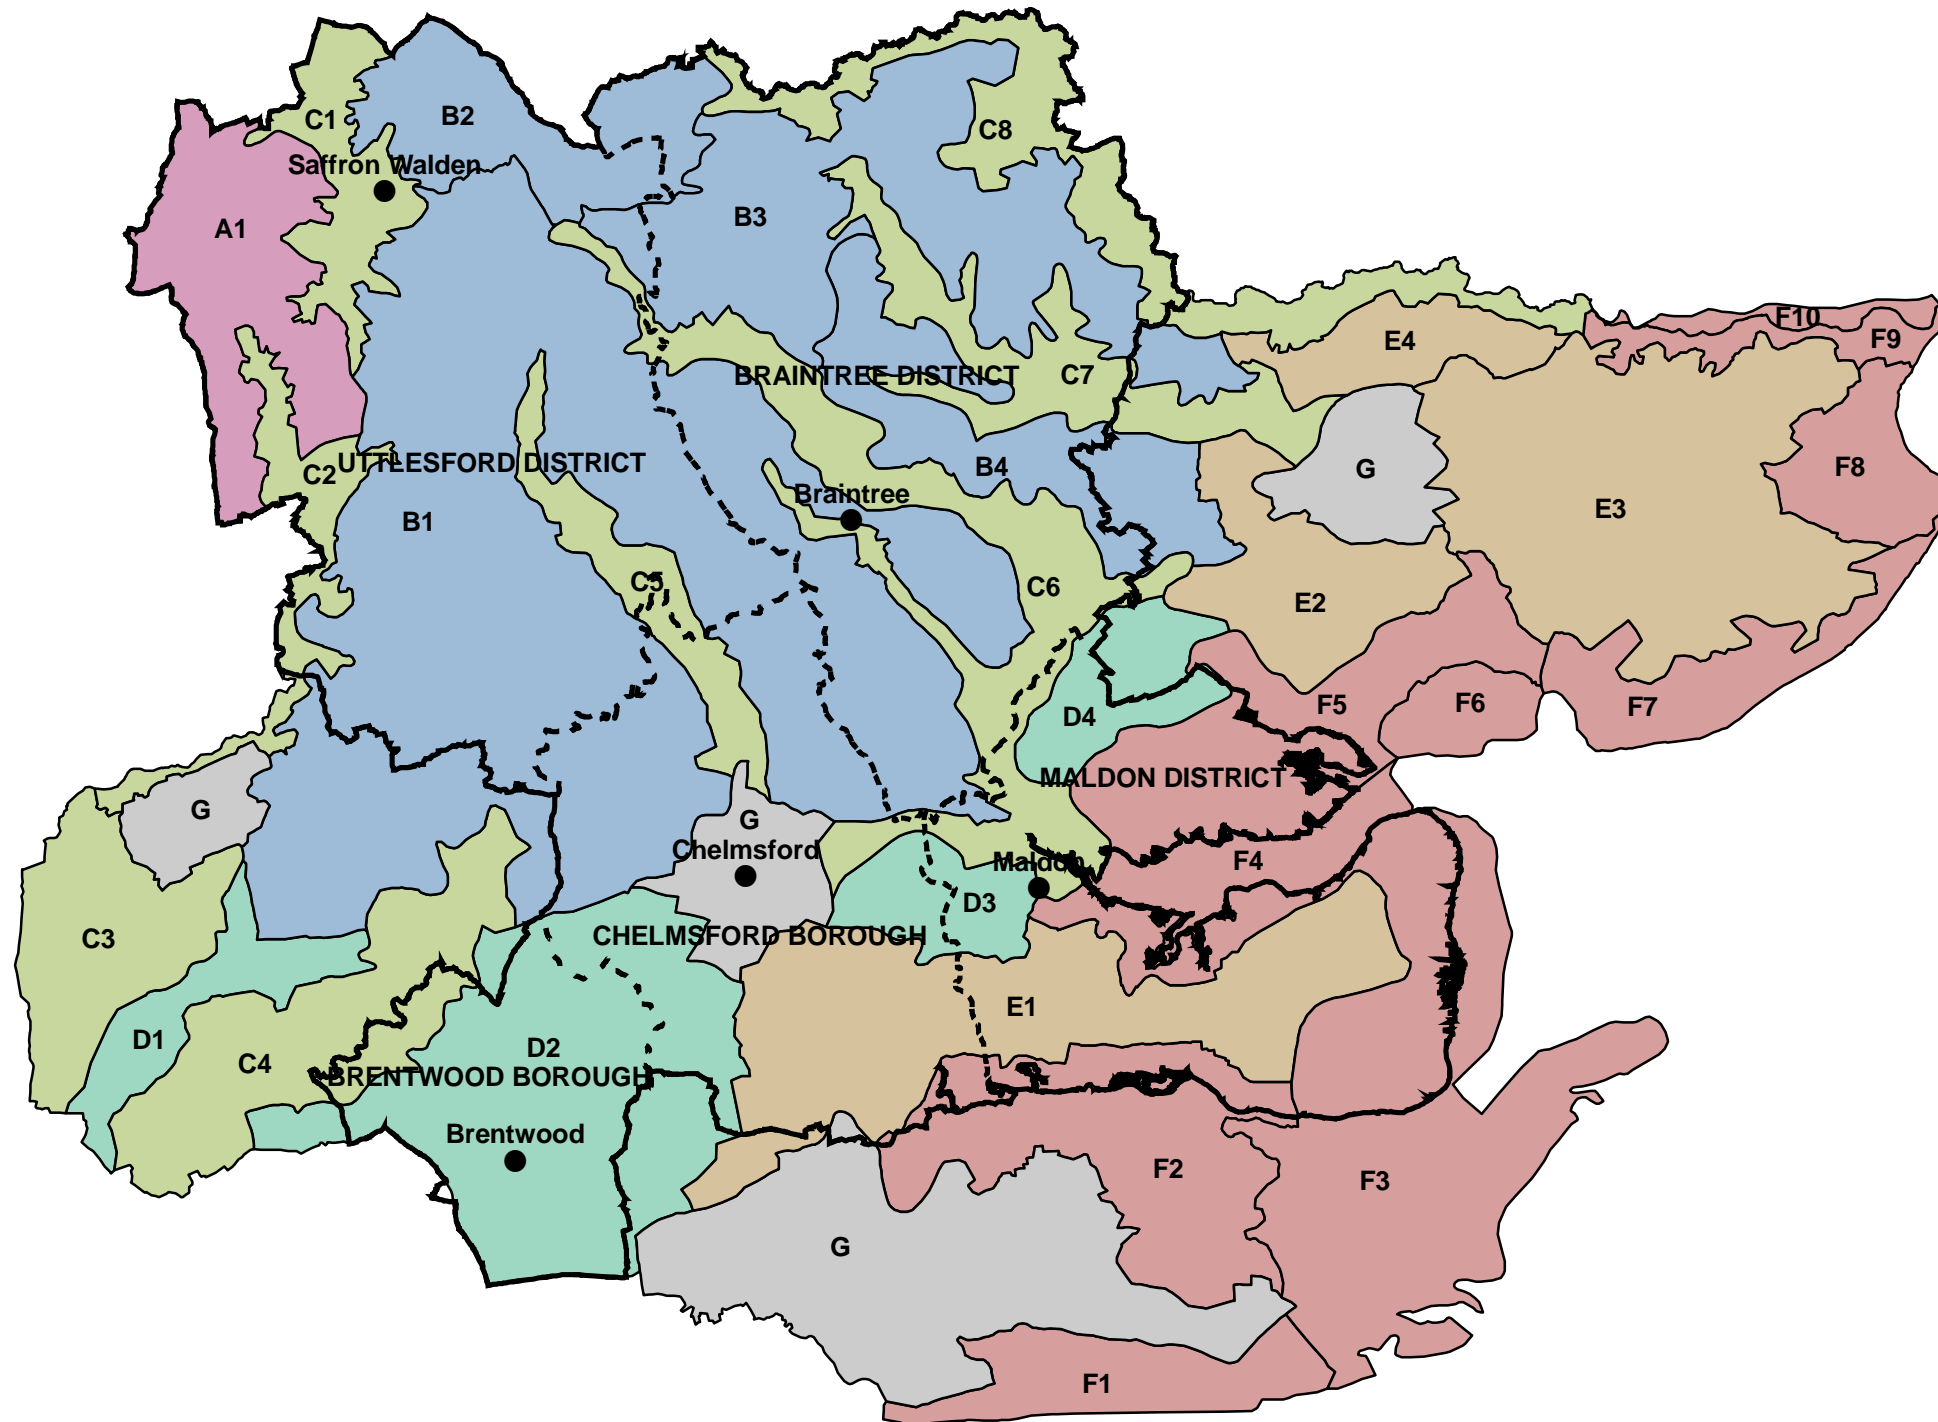 B2
C1
C8
Saffron Walden
B3
A1
F10
F9
E4
BRAINTREE DISTRICT
C7
UTTLESFORD DISTRICT
C2
B4
G
F8
Braintree
E3
B1
C5
C6
E2
F5
F6
F7
D4
MALDON DISTRICT
G
G
Chelmsford
Maldon
F4
D3
CHELMSFORD BOROUGH
C3
E1
D1
D2
C4
BRENTWOOD BOROUGH
Brentwood
F2
F3
G
F1